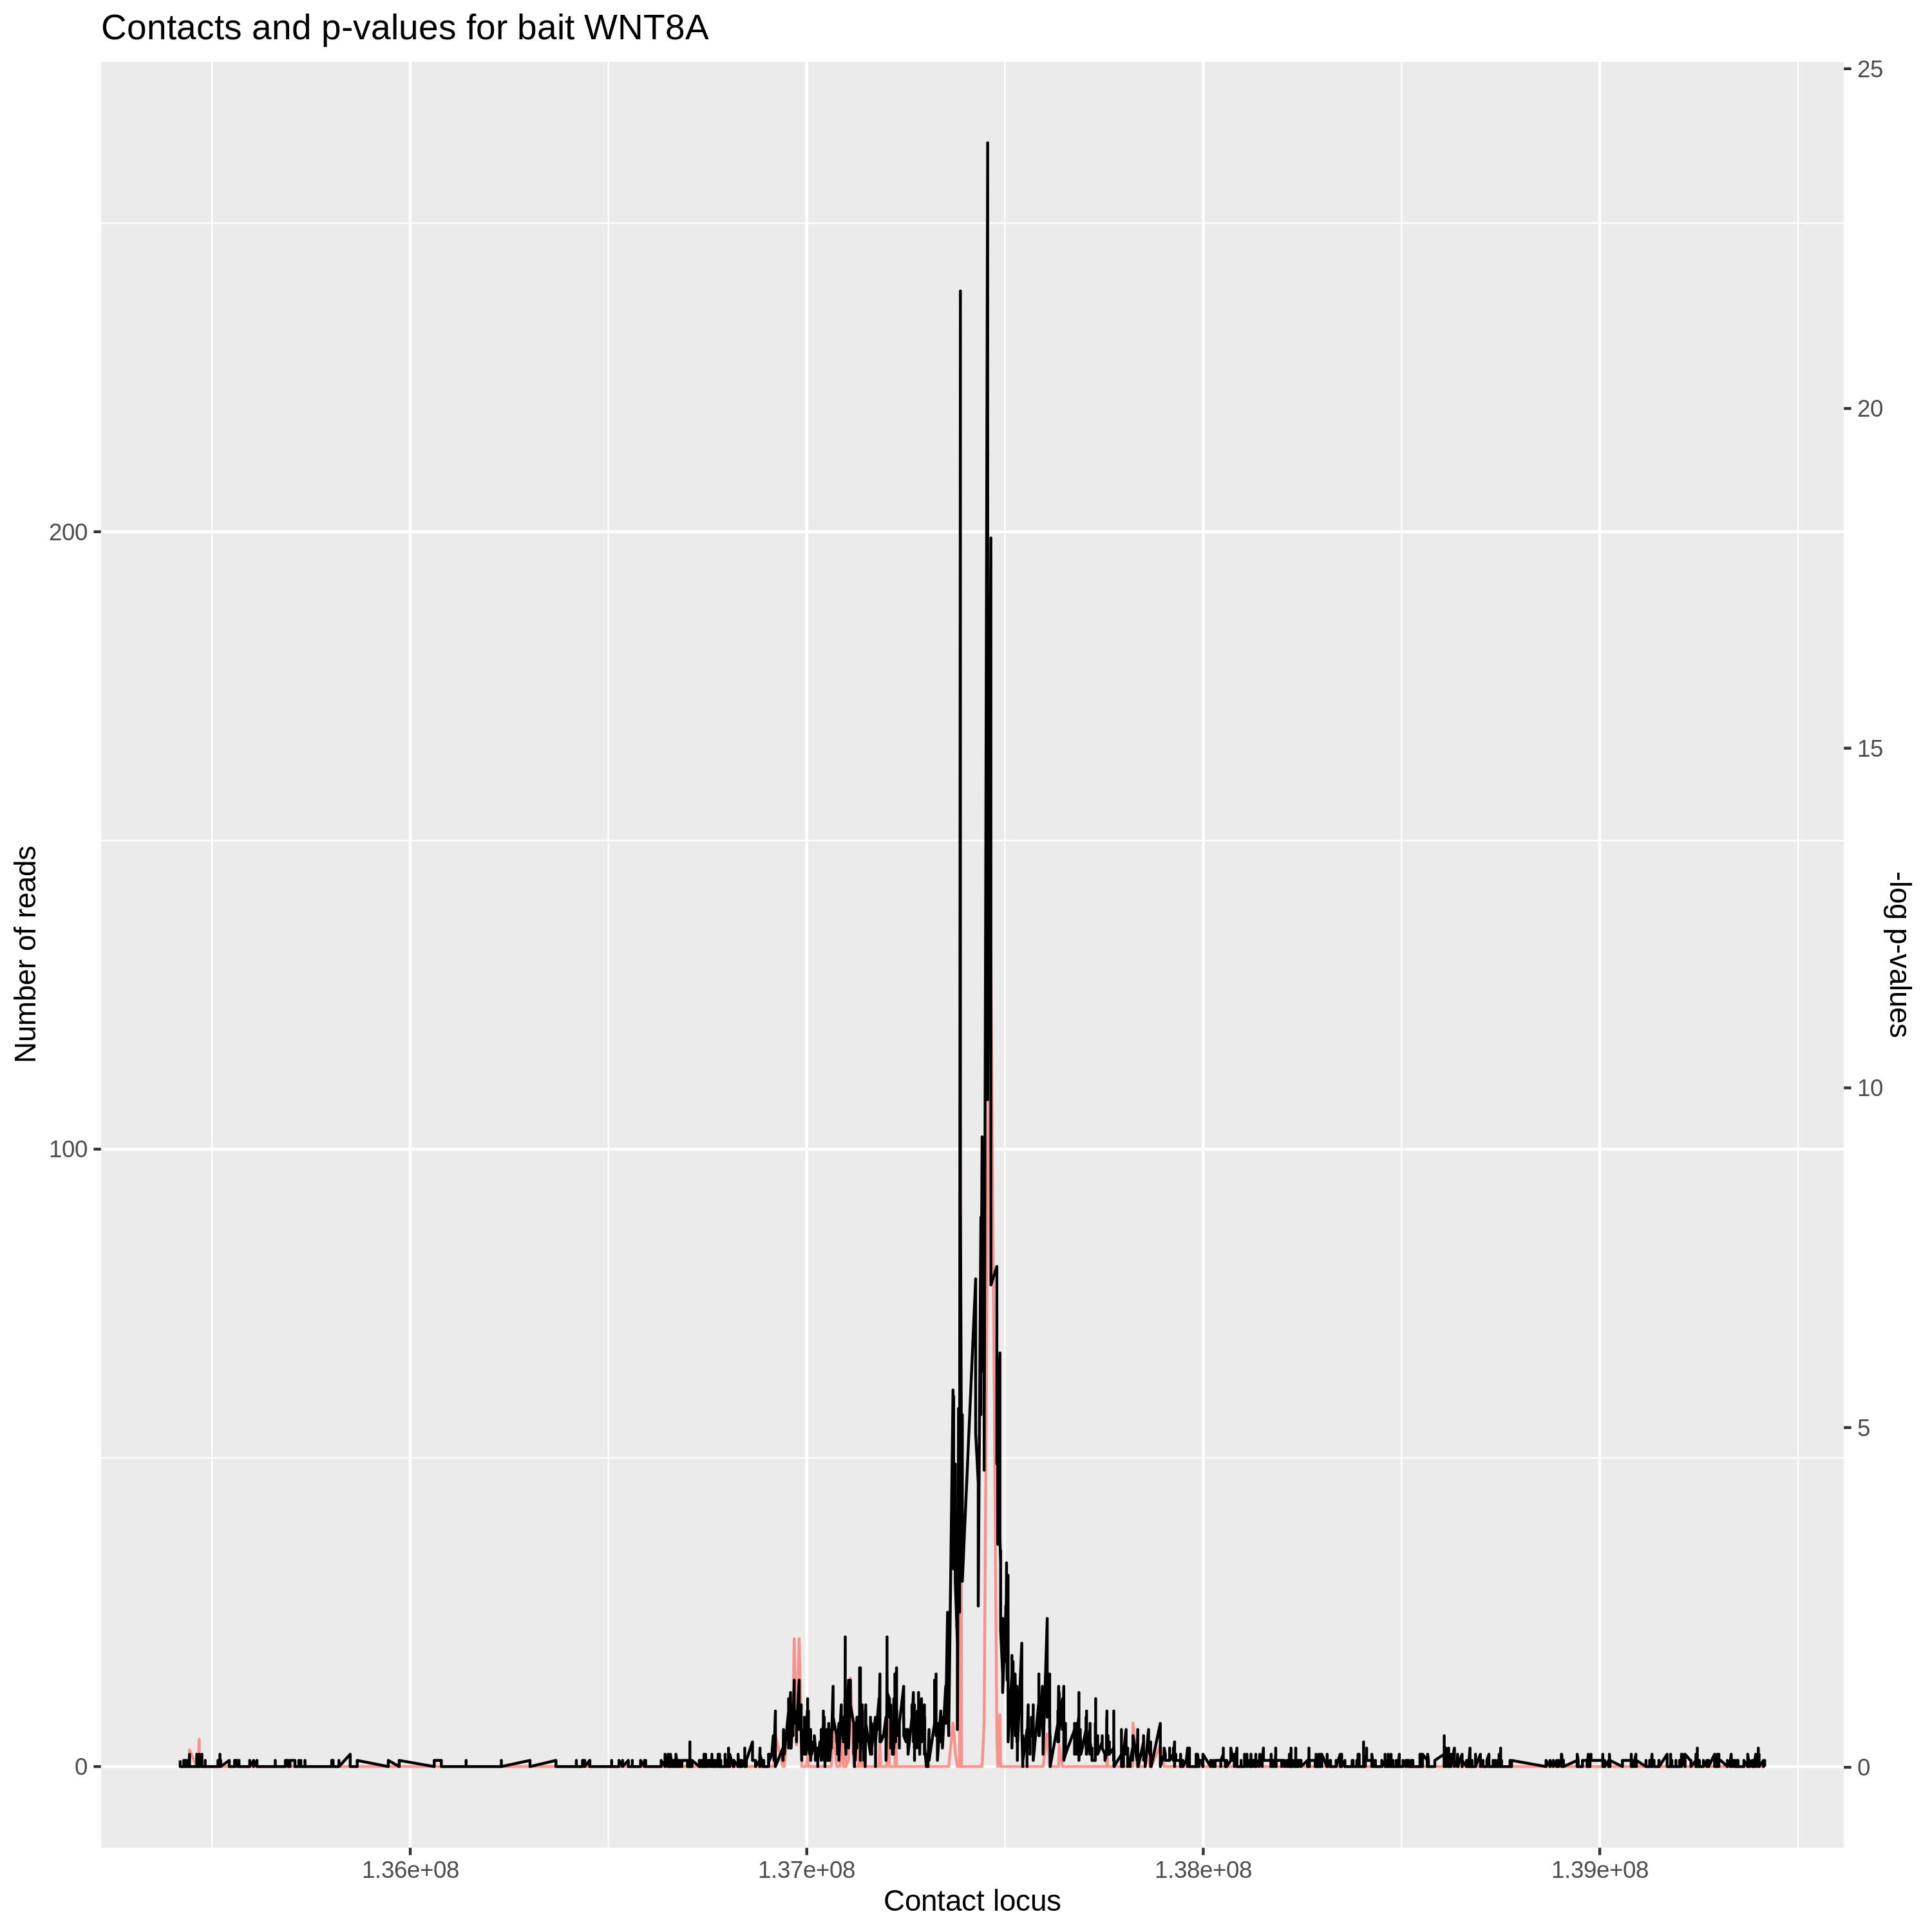 Contacts and p-values for bait WNT8A
Number of reads
200
100
0
25
20
15
10
5
0
-log p-values
1.36e+08
1.37e+08
1.38e+08
1.39e+08
Contact locus